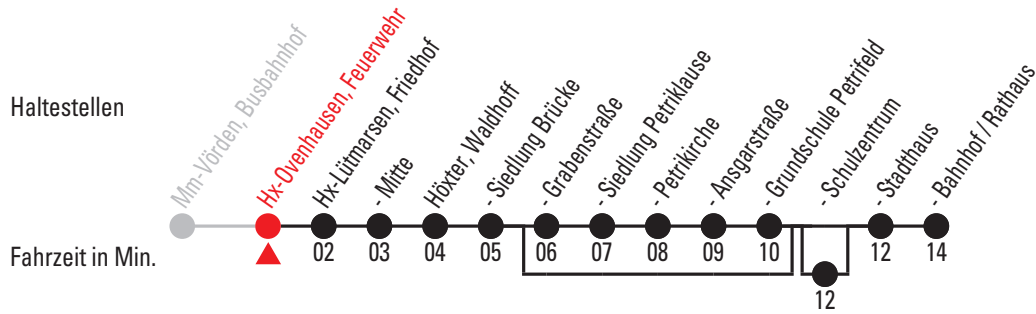 Haltestellen
Mm-Vörden, Busbahnhof
Hx-Ovenhausen, Feuerwehr
Hx-Lütmarsen, Friedhof
- Mitte
Höxter, Waldhoff
- Siedlung Brücke
- Grabenstraße
- Siedlung Petriklause
- Petrikirche
- Ansgarstraße
- Grundschule Petrifeld
- Schulzentrum
- Stadthaus
- Bahnhof / Rathaus
Fahrzeit in Min.
02 03 04 05 06 07 08 09 10 12 14
12